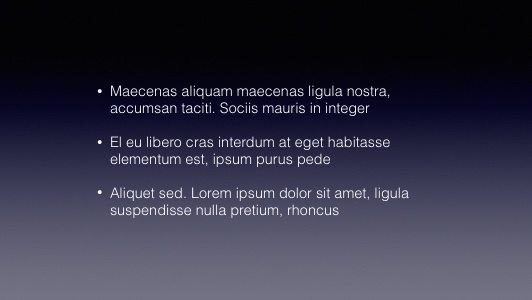 • Maecenas aliquam maecenas ligula nostra,
accumsan taciti. Sociis mauris in integer
• El eu libero cras interdum at eget habitasse
elementum est, ipsum purus pede
• Aliquet sed. Lorem ipsum dolor sit amet, ligula
suspendisse nulla pretium, rhoncus